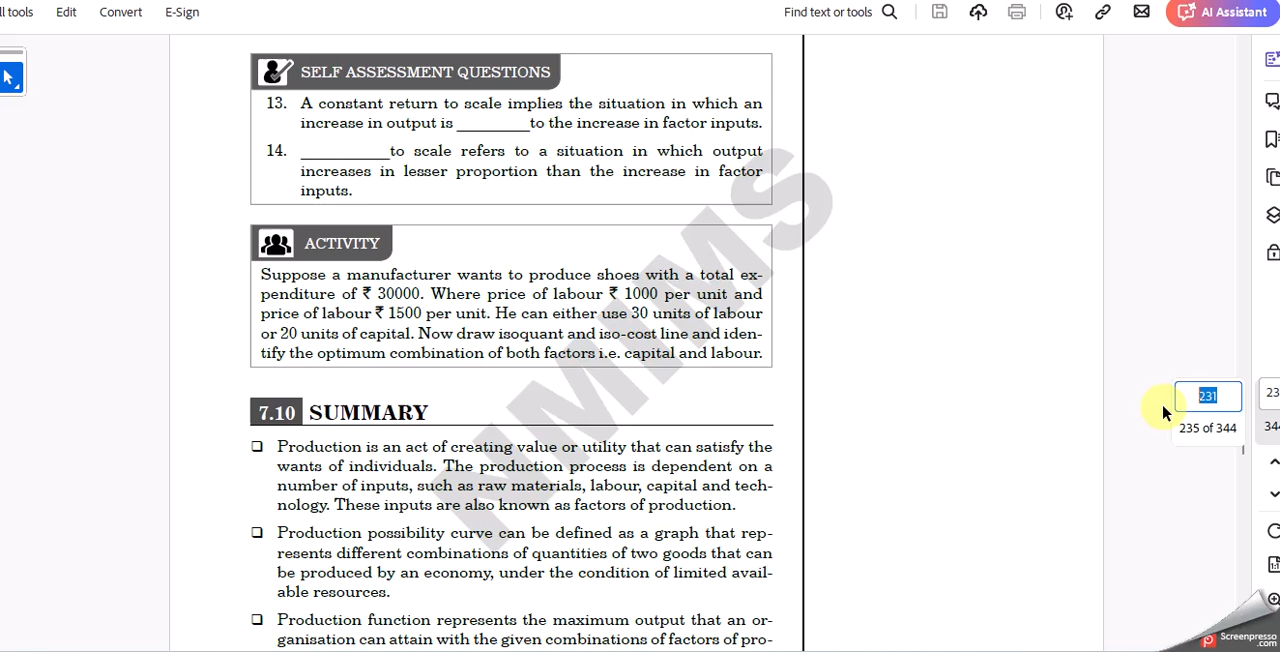 ll tools Edit Convert E-Sign Find text or tools AI Assistant
SELF ASSESSMENT QUESTIONS
13. A constant return to scale implies the situation in which an
increase in output is _________ to the increase in factor inputs.
14. ___________ to scale refers to a situation in which output
increases in lesser proportion than the increase in factor
inputs.
ACTIVITY
Suppose a manufacturer wants to produce shoes with a total ex-
penditure of ₹ 30000. Where price of labour ₹ 1000 per unit and
price of labour ₹ 1500 per unit. He can either use 30 units of labour
or 20 units of capital. Now draw isoquant and iso-cost line and iden-
tify the optimum combination of both factors i.e. capital and labour.
NMIMS
7.10 SUMMARY
❑ Production is an act of creating value or utility that can satisfy the
wants of individuals. The production process is dependent on a
number of inputs, such as raw materials, labour, capital and tech-
nology. These inputs are also known as factors of production.
❑ Production possibility curve can be defined as a graph that rep-
resents different combinations of quantities of two goods that can
be produced by an economy, under the condition of limited avail-
able resources.
❑ Production function represents the maximum output that an or-
ganisation can attain with the given combinations of factors of pro-
231
235 of 344
23
344
Screenpresso
.com